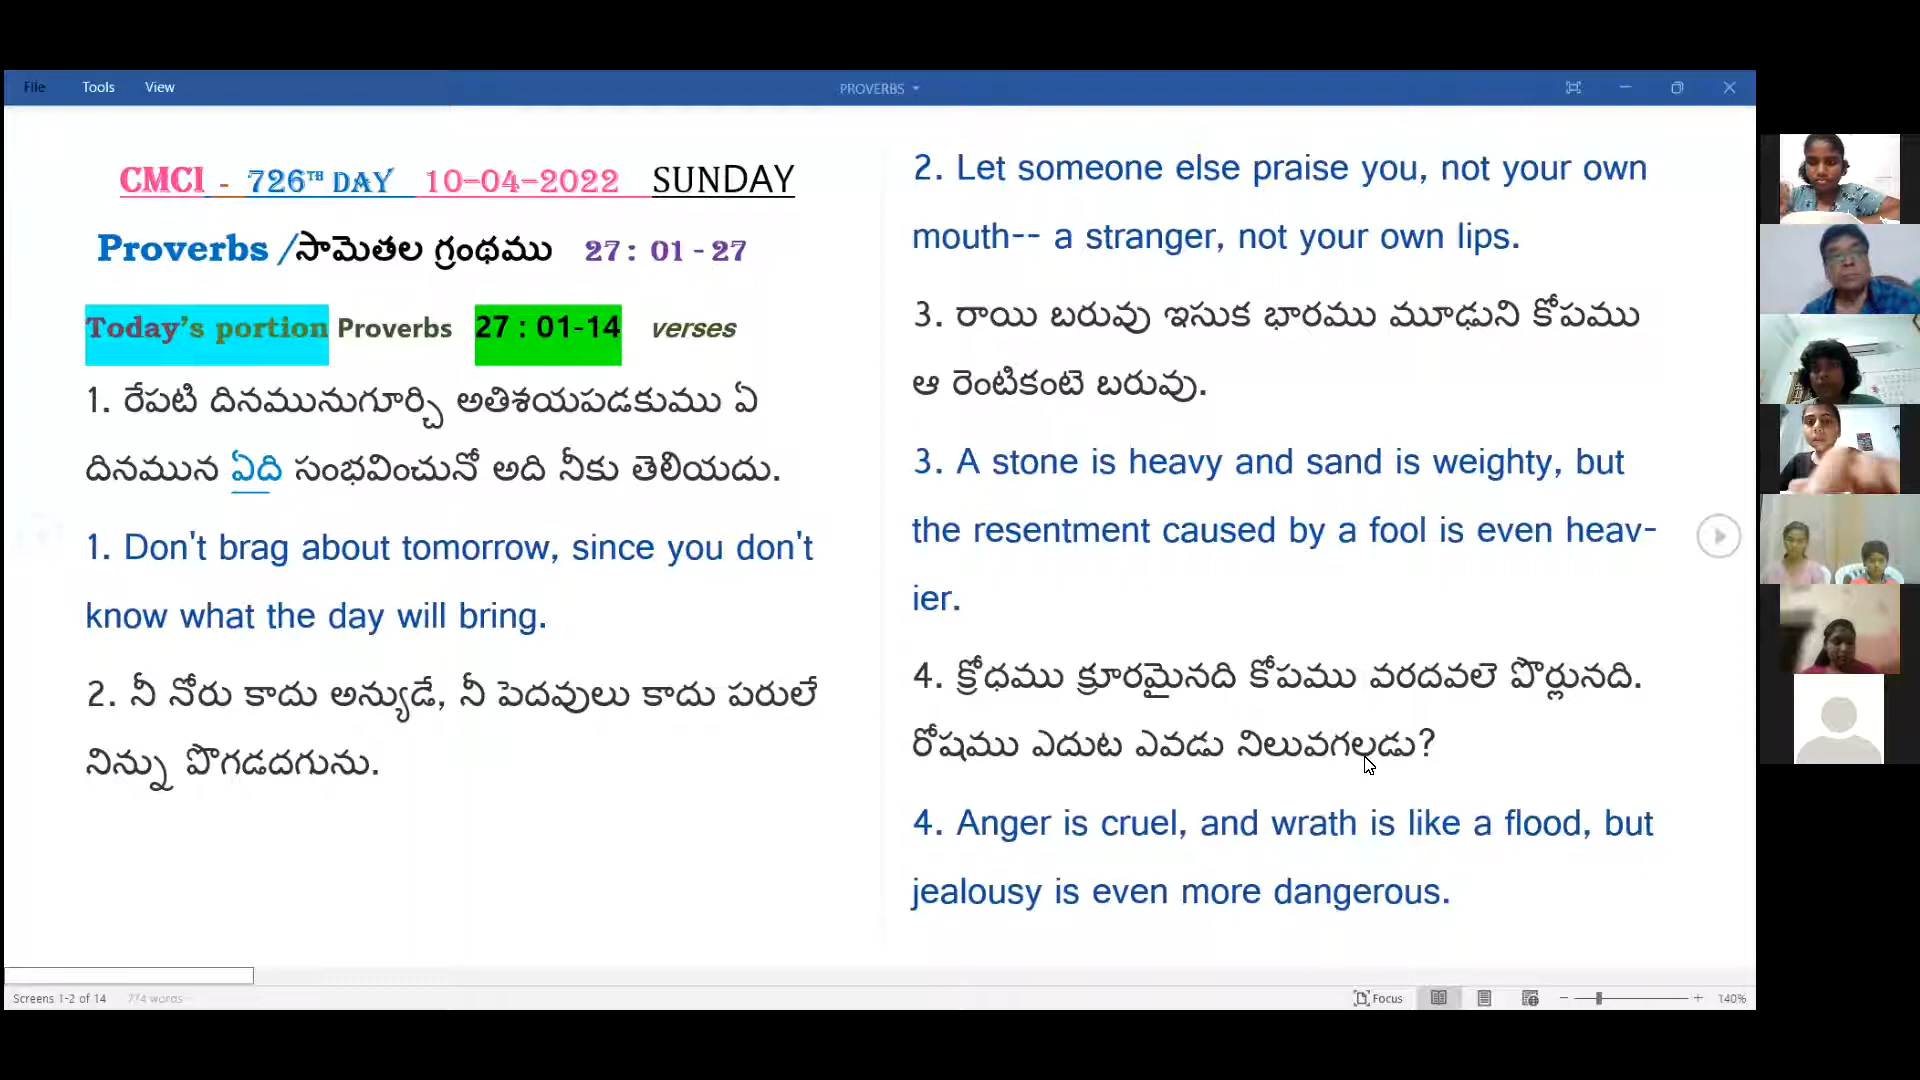 File Tools View PROVERBS
CMCI - 726TH DAY 10-04-2022 SUNDAY
Proverbs /సామెతల గ్రంథము 27: 01-27
Today's portion Proverbs 27 : 01-14 verses
1. రేపటి దినమునుగూర్చి అతిశయపడకుము ఏ
దినమున ఏది సంభవించునో అది నీకు తెలియదు.
1. Don't brag about tomorrow, since you don't
know what the day will bring.
2. నీ నోరు కాదు అన్యుడే, నీ పెదవులు కాదు పరులే
నిన్ను పొగడదగును.
2. Let someone else praise you, not your own
mouth-- a stranger, not your own lips.
3. రాయి బరువు ఇసుక భారము మూఢుని కోపము
ఆ రెంటికంటె బరువు.
3. A stone is heavy and sand is weighty, but
the resentment caused by a fool is even heav-
ier.
4. క్రోధము క్రూరమైనది కోపము వరదవలె పొర్లునది.
రోషము ఎదుట ఎవడు నిలువగలడు?
4. Anger is cruel, and wrath is like a flood, but
jealousy is even more dangerous.
Screens 1-2 of 14 774 words Focus 140%